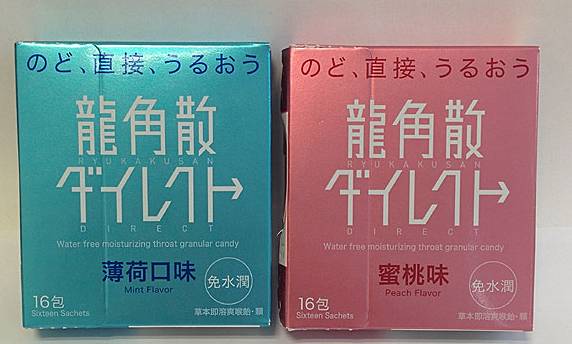 のど、直接、うるおう
龍角散
RYUKAKUSAN
ダイレクト
DIRECT
Water free moisturizing throat granular candy
薄荷口味
Mint Flavor
免水潤
16包
Sixteen Sachets
草本即溶爽喉飴·顆
のど、直接、うるおう
龍角散
RYUKAKUSAN
ダイレクト
DIRECT
Water free moisturizing throat granular candy
蜜桃味
Peach Flavor
免水潤
16包
Sixteen Sachets
草本即溶爽喉飴·顆